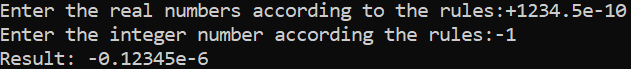 Enter the real numbers according to the rules:+1234.5e-10
Enter the integer number according the rules:-1
Result: -0.12345e-6